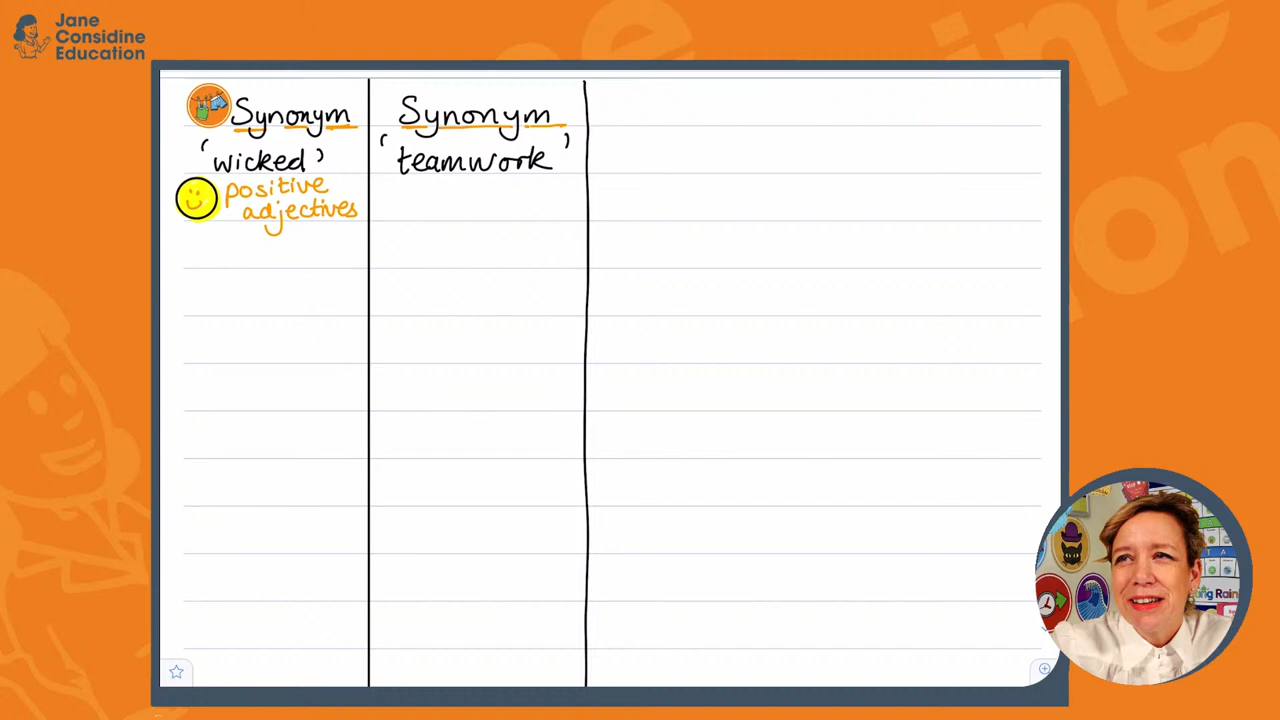 Jane
Considine
Education
Synonym
'wicked'
positive
adjectives
Synonym
'teamwork'